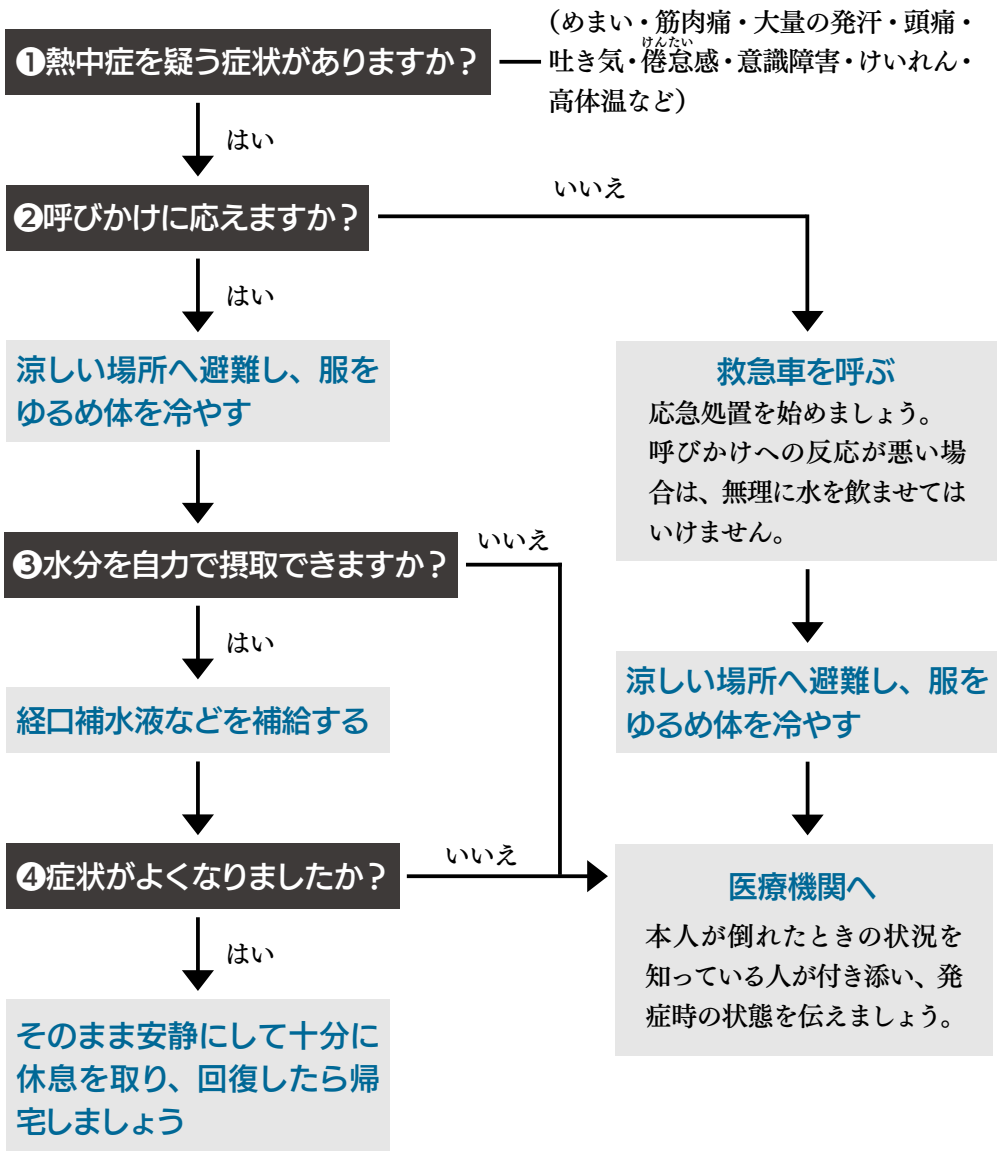 ❶熱中症を疑う症状がありますか？
（めまい・筋肉痛・大量の発汗・頭痛・
けんたい
吐き気・倦怠感・意識障害・けいれん・
高体温など）
はい
❷呼びかけに応えますか？
いいえ
はい
涼しい場所へ避難し、服を
ゆるめ体を冷やす
救急車を呼ぶ
応急処置を始めましょう。
呼びかけへの反応が悪い場
合は、無理に水を飲ませては
いけません。
❸水分を自力で摂取できますか？
いいえ
はい
経口補水液などを補給する
涼しい場所へ避難し、服を
ゆるめ体を冷やす
❹症状がよくなりましたか？
いいえ
はい
医療機関へ
本人が倒れたときの状況を
知っている人が付き添い、発
症時の状態を伝えましょう。
そのまま安静にして十分に
休息を取り、回復したら帰
宅しましょう